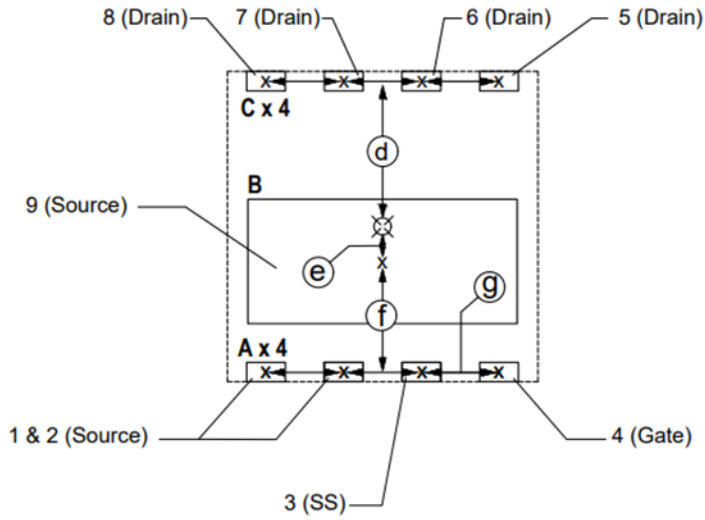 8 (Drain) 7 (Drain) 6 (Drain) 5 (Drain)
C x 4
d
B
9 (Source)
e
g
f
A x 4
1 & 2 (Source) 4 (Gate)
3 (SS)